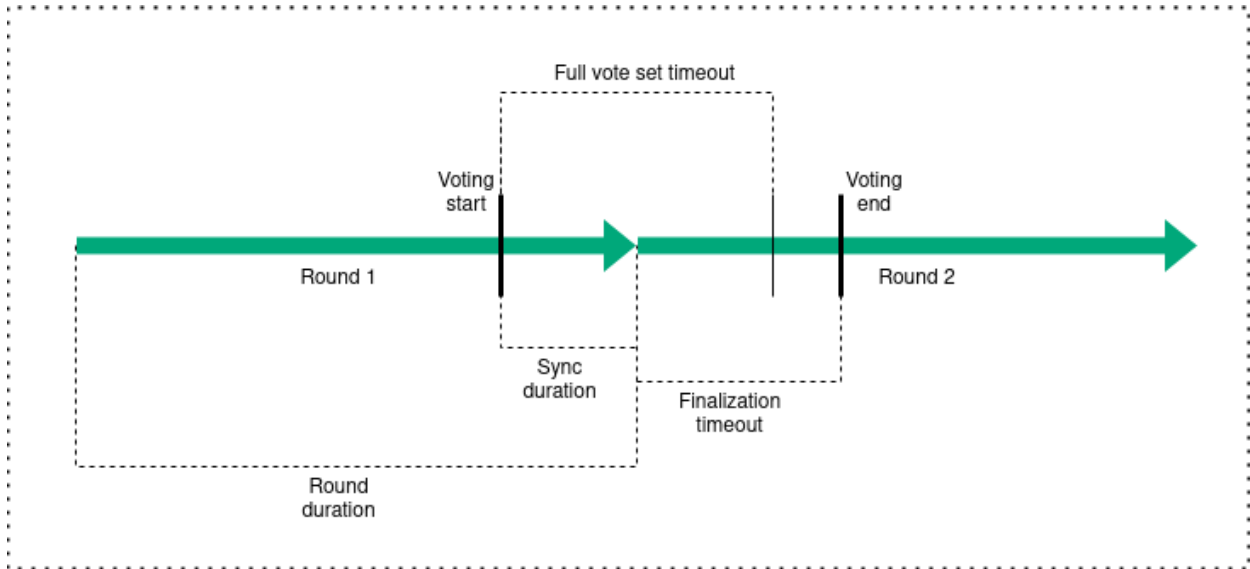 Full vote set timeout
Voting
start
Voting
end
Round 1
Round 2
Sync
duration
Finalization
timeout
Round
duration